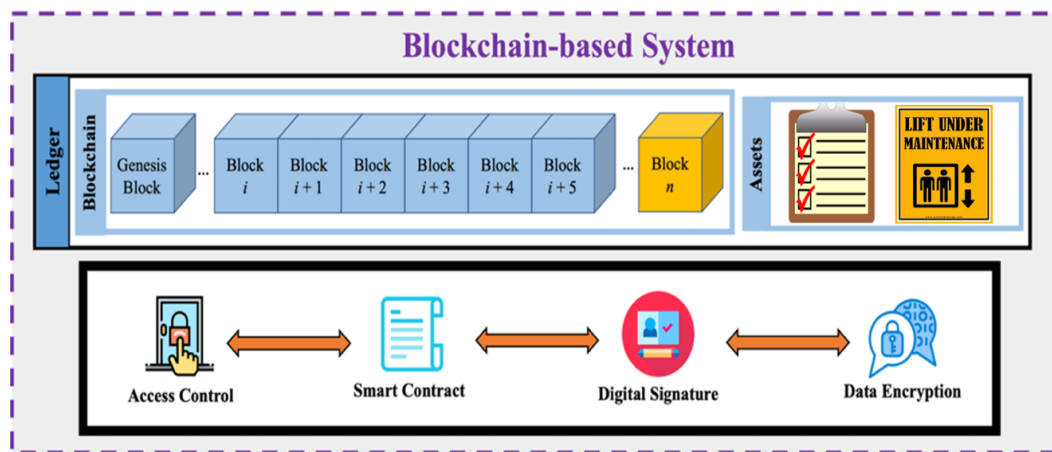 Blockchain-based System
Ledger
Blockchain
Genesis
Block
...
Block
i
Block
i + 1
Block
i + 2
Block
i + 3
Block
i + 4
Block
i + 5
...
Block
n
Assets
LIFT UNDER
MAINTENANCE
Access Control
Smart Contract
Digital Signature
Data Encryption